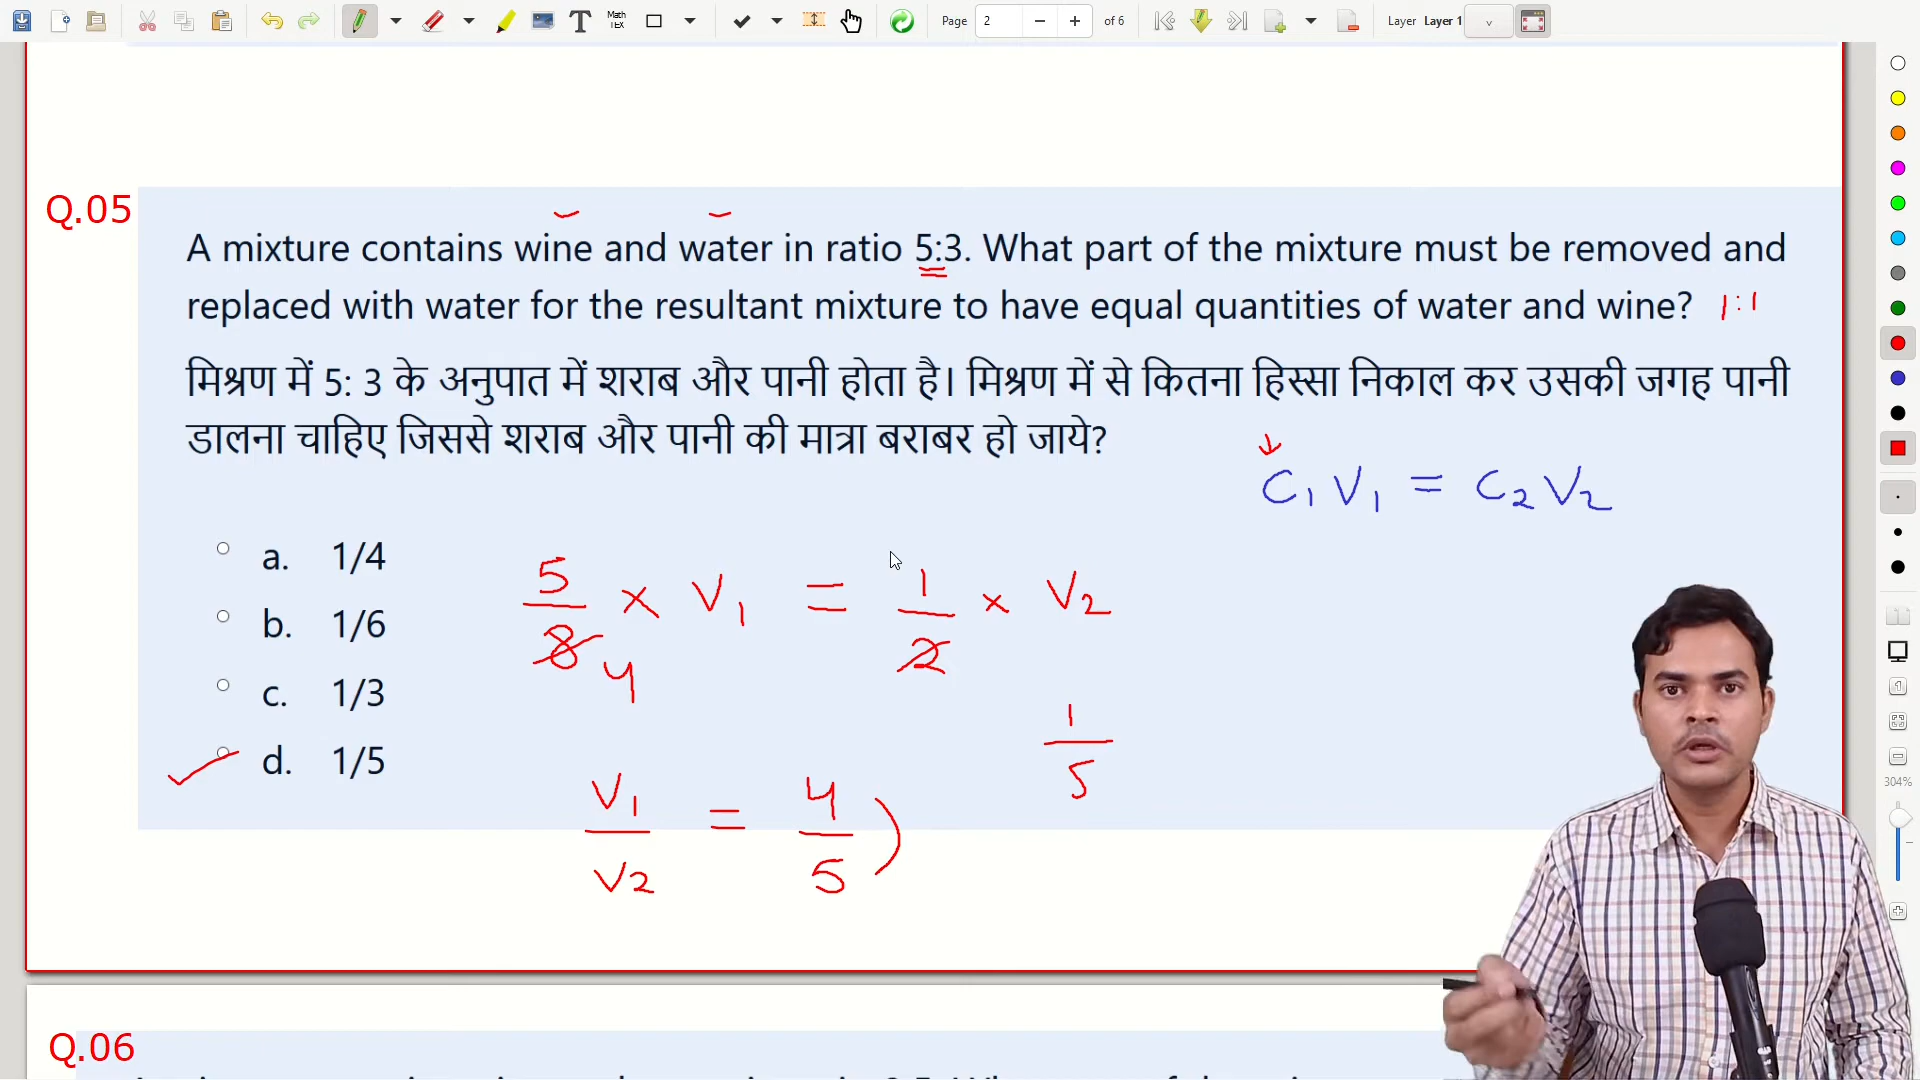 Math
TEX
Page 2 of 6
Layer Layer 1
Q.05
A mixture contains wine and water in ratio 5:3. What part of the mixture must be removed and
replaced with water for the resultant mixture to have equal quantities of water and wine? 1:1
मिश्रण में 5: 3 के अनुपात में शराब और पानी होता है। मिश्रण में से कितना हिस्सा निकाल कर उसकी जगह पानी
डालना चाहिए जिससे शराब और पानी की मात्रा बराबर हो जाये?
C₁V₁ = C₂V₂
a. 1/4
b. 1/6
c. 1/3
d. 1/5
5/8 × V₁ = 1/2 × V₂
4
1/5
V₁/V₂ = 4/5)
304%
Q.06